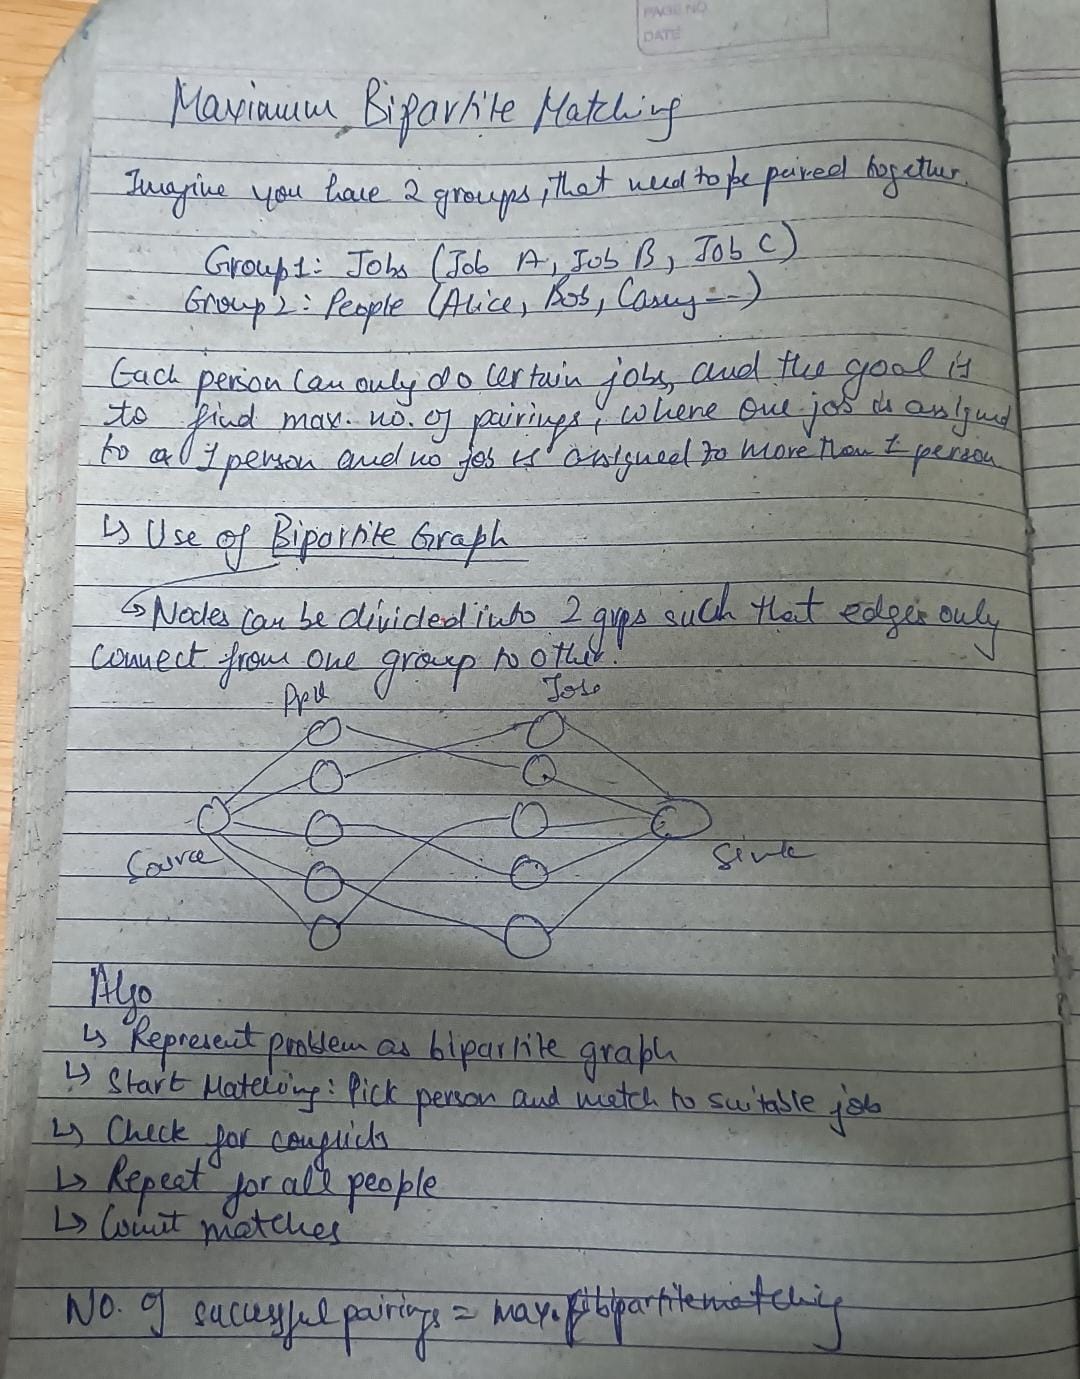 PAGE NO.
DATE
Maximum Bipartite Matching
Imagine you have 2 groups, that need to be paired together.
Group 1: Jobs (Job A, Job B, Job C)
Group 2: People (Alice, Bob, Casey --)
Each person can only do certain jobs, and the goal is
to find max. no. of pairings, where one job is assigned
to 1 person and no job is assigned to more than 1 person
↳ Use of Bipartite Graph
↳ Nodes can be divided into 2 grps such that edges only
connect from one group to other.
Ppl Jobs
Source Sink
Algo
↳ Represent problem as bipartite graph
↳ Start Matching: Pick person and match to suitable job
↳ Check for conflicts
↳ Repeat for all people
↳ Count matches
No. of successful pairings = max. bipartite matching